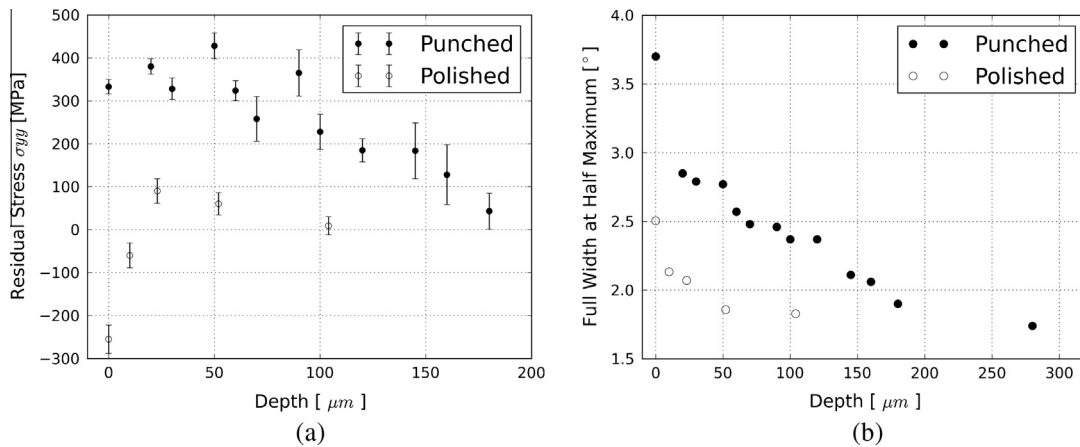 500
400
300
200
100
0
−100
−200
−300
Residual Stress σyy [MPa]
Punched
Polished
0
50
100
150
200
Depth [ μm ]
(a)
4.0
3.5
3.0
2.5
2.0
1.5
Full Width at Half Maximum [ ° ]
Punched
Polished
0
50
100
150
200
250
300
Depth [ μm ]
(b)